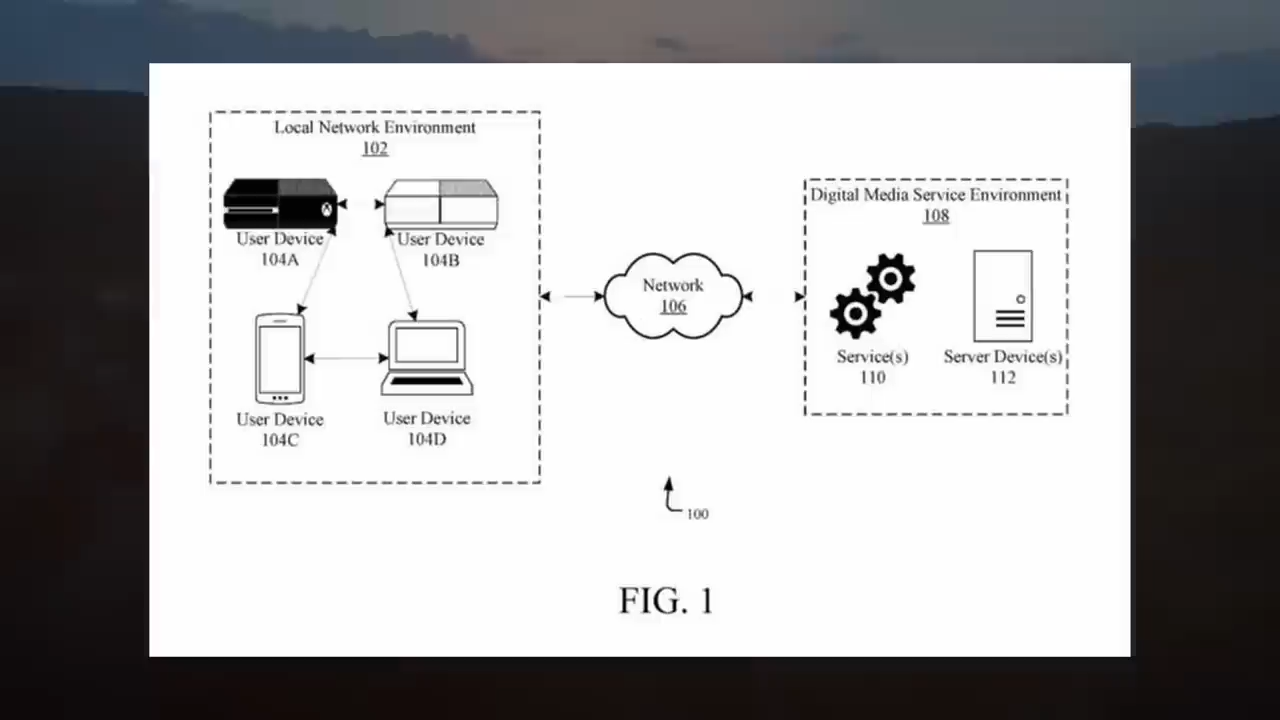 Local Network Environment
102
User Device
104A
User Device
104B
User Device
104C
User Device
104D
Network
106
Digital Media Service Environment
108
Service(s)
110
Server Device(s)
112
100
FIG. 1